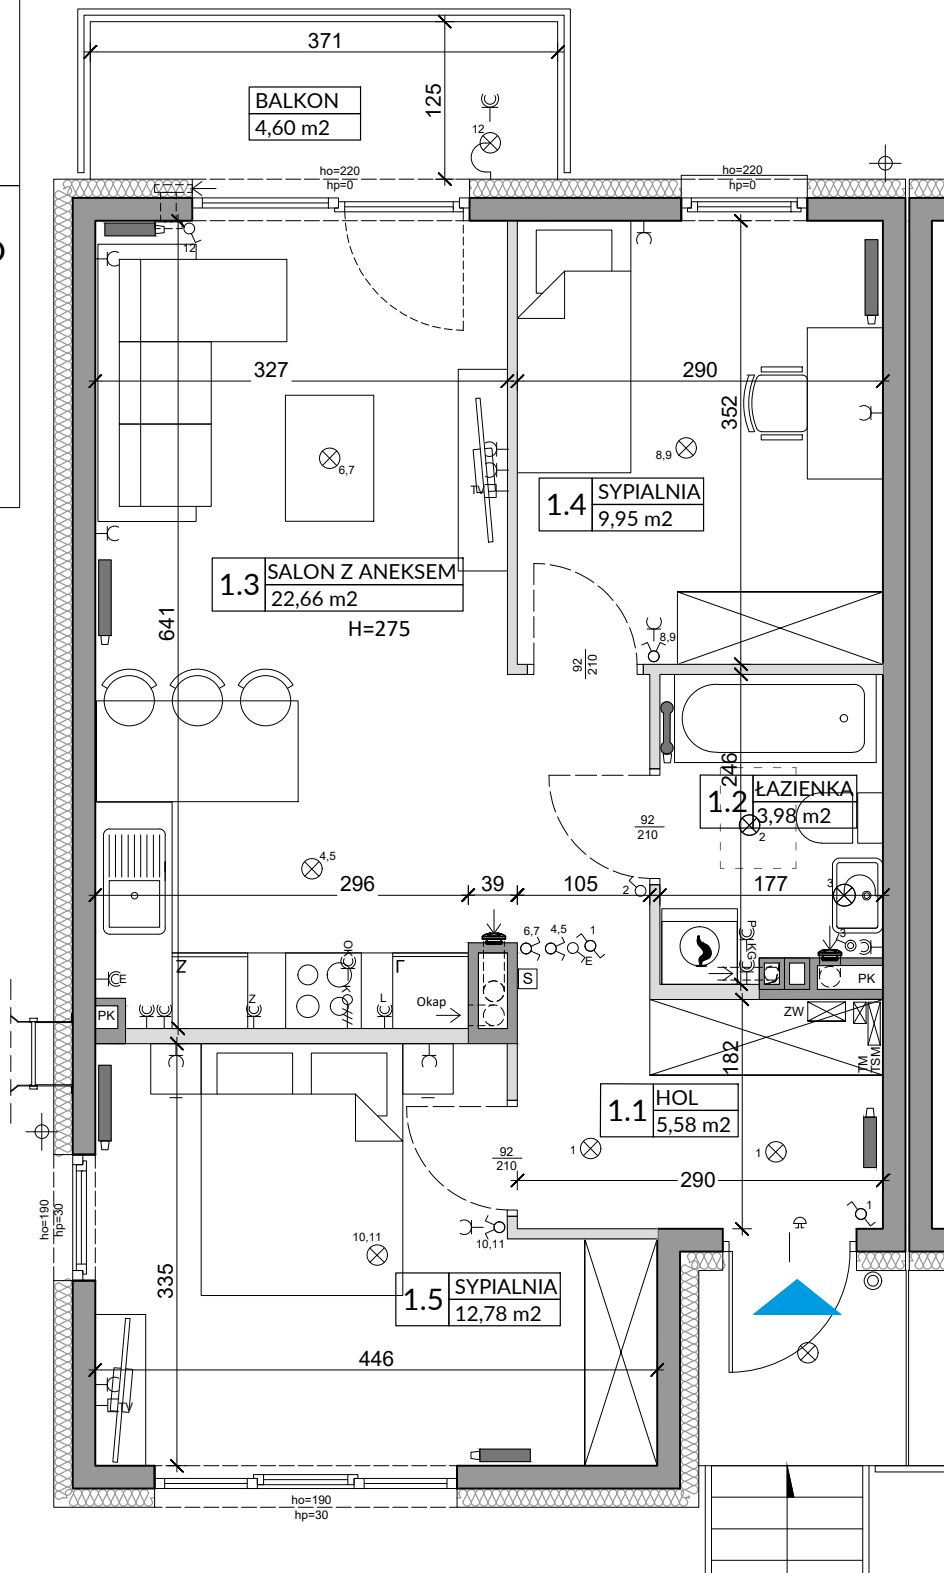 371
125
BALKON
4,60 m2
12
ho=220
hp=0
ho=220
hp=0
12
327
290
352
6,7
8,9
TV
1.4 SYPIALNIA
9,95 m2
1.3 SALON Z ANEKSEM
22,66 m2
H=275
641
8,9
92
210
246
1.2 ŁAZIENKA
3,98 m2
2
92
210
4,5
296
39
105
177
2
3
3
6,7
4,5
1
E
S
OK
KO
Z
Z
L
Okap
E
PK
P
KG
PK
ZW
TM
TSM
182
1.1 HOL
5,58 m2
1
1
290
1
92
210
ho=190
hp=30
10,11
10,11
335
1.5 SYPIALNIA
12,78 m2
446
ho=190
hp=30